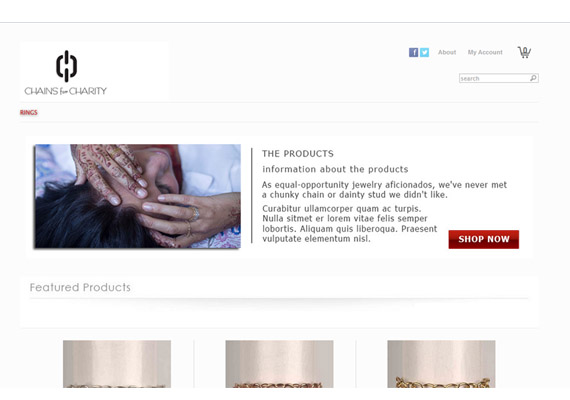 About
My Account
0
CHAINS for CHARITY
search
RINGS
THE PRODUCTS
information about the products
As equal-opportunity jewelry aficionados, we've never met
a chunky chain or dainty stud we didn't like.
Curabitur ullamcorper quam ac turpis.
Nulla sitmet er lorem vitae felis semper
lobortis. Aliquam quis liberoqua. Praesent
vulputate elementum nisl.
SHOP NOW
Featured Products